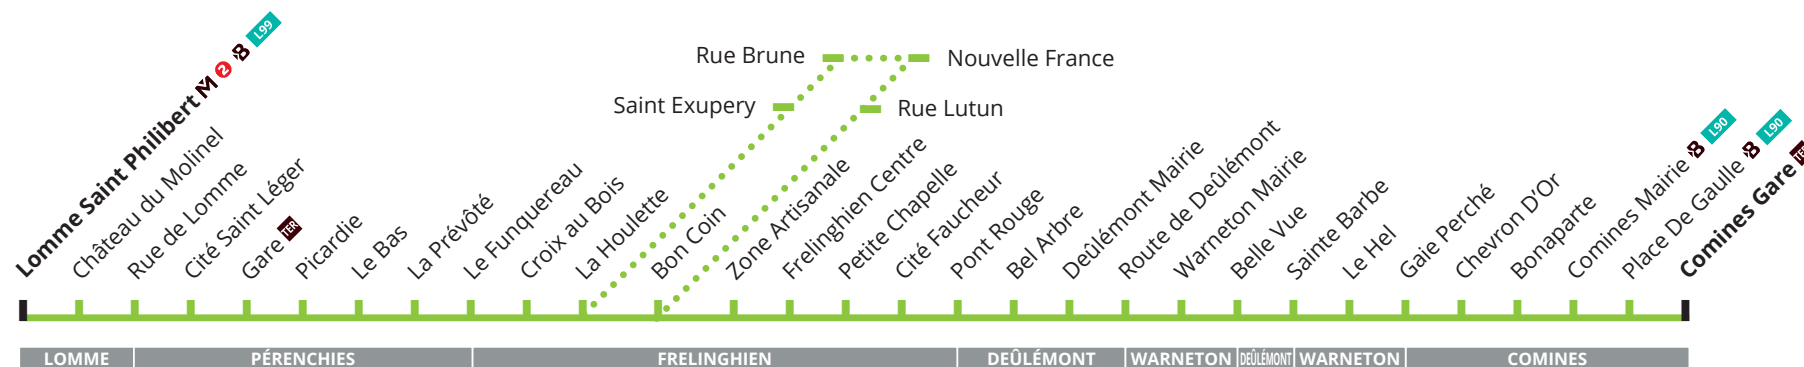 Lomme Saint Philibert M 2 B L99
Château du Molinel
Rue de Lomme
Cité Saint Léger
Gare TER
Picardie
Le Bas
La Prévôté
Le Funquereau
Croix au Bois
La Houlette
Saint Exupery
Rue Brune
Nouvelle France
Rue Lutun
Bon Coin
Zone Artisanale
Frelinghien Centre
Petite Chapelle
Cité Faucheur
Pont Rouge
Bel Arbre
Deûlémont Mairie
Route de Deûlémont
Warneton Mairie
Belle Vue
Sainte Barbe
Le Hel
Gaie Perché
Chevron D'Or
Bonaparte
Comines Mairie B L90
Place De Gaulle B L90
Comines Gare TER
LOMME
PÉRENCHIES
FRELINGHIEN
DEÛLÉMONT
WARNETON
DEÛLÉMONT
WARNETON
COMINES